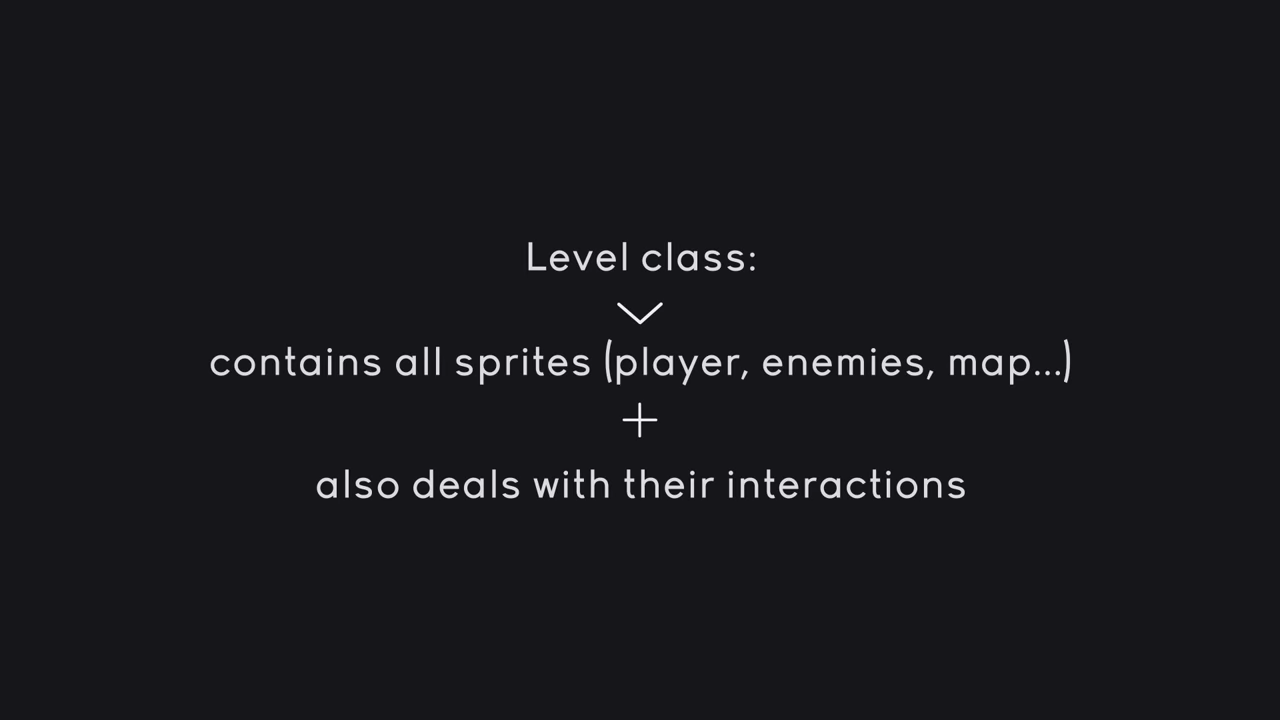 Level class:
contains all sprites (player, enemies, map...)
+
also deals with their interactions